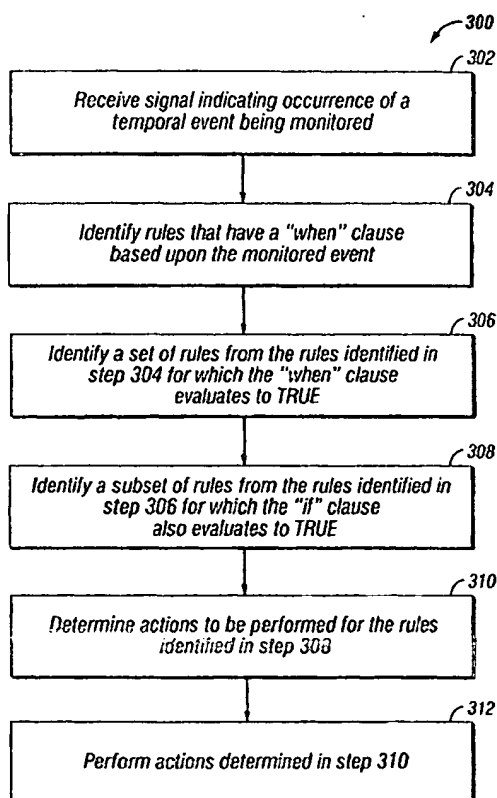 300
302
Receive signal indicating occurrence of a
temporal event being monitored
304
Identify rules that have a "when" clause
based upon the monitored event
306
Identify a set of rules from the rules identified in
step 304 for which the "when" clause
evaluates to TRUE
308
Identify a subset of rules from the rules identified in
step 306 for which the "if" clause
also evaluates to TRUE
310
Determine actions to be performed for the rules
identified in step 308
312
Perform actions determined in step 310